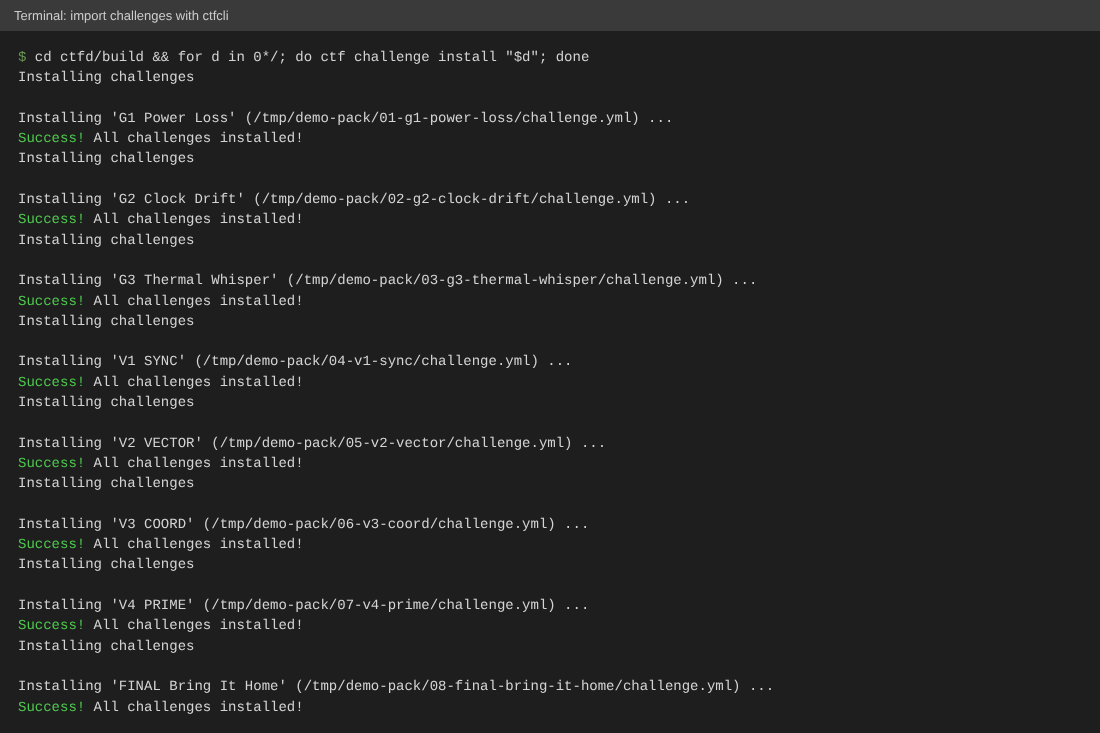 Terminal: import challenges with ctfcli
$ cd ctfd/build && for d in 0*/; do ctf challenge install "$d"; done
Installing challenges
Installing 'G1 Power Loss' (/tmp/demo-pack/01-g1-power-loss/challenge.yml) ...
Success! All challenges installed!
Installing challenges
Installing 'G2 Clock Drift' (/tmp/demo-pack/02-g2-clock-drift/challenge.yml) ...
Success! All challenges installed!
Installing challenges
Installing 'G3 Thermal Whisper' (/tmp/demo-pack/03-g3-thermal-whisper/challenge.yml) ...
Success! All challenges installed!
Installing challenges
Installing 'V1 SYNC' (/tmp/demo-pack/04-v1-sync/challenge.yml) ...
Success! All challenges installed!
Installing challenges
Installing 'V2 VECTOR' (/tmp/demo-pack/05-v2-vector/challenge.yml) ...
Success! All challenges installed!
Installing challenges
Installing 'V3 COORD' (/tmp/demo-pack/06-v3-coord/challenge.yml) ...
Success! All challenges installed!
Installing challenges
Installing 'V4 PRIME' (/tmp/demo-pack/07-v4-prime/challenge.yml) ...
Success! All challenges installed!
Installing challenges
Installing 'FINAL Bring It Home' (/tmp/demo-pack/08-final-bring-it-home/challenge.yml) ...
Success! All challenges installed!